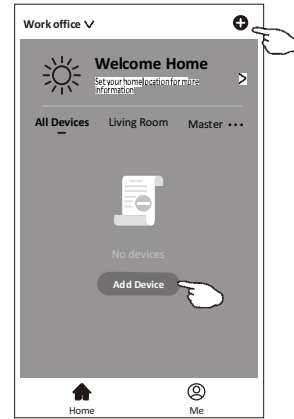 Work office
Welcome Home
Set your home location for more
information
All Devices Living Room Master •••
No devices
Add Device
Home Me